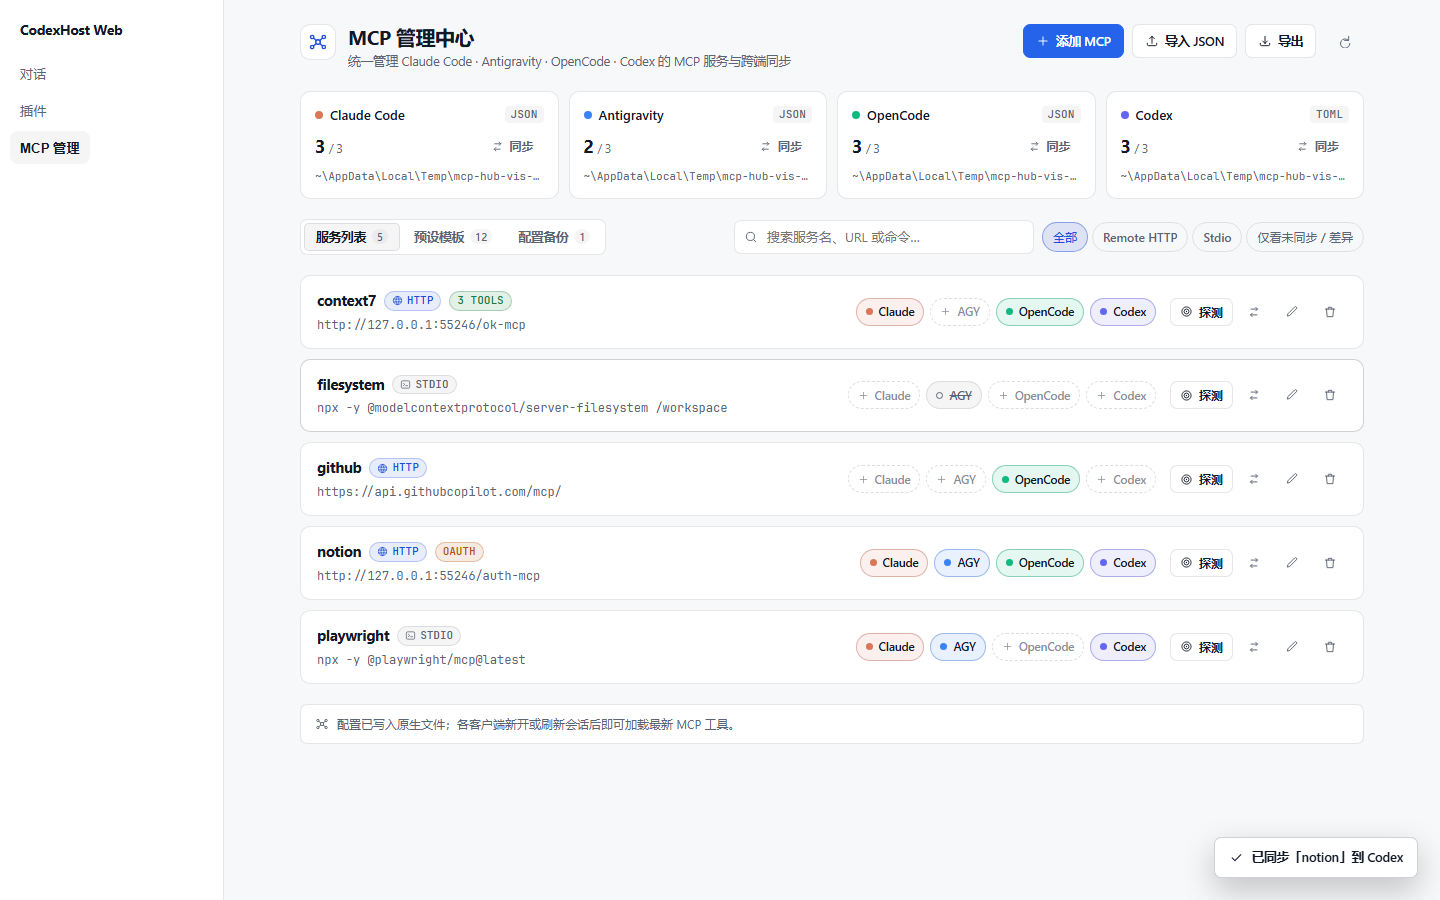 CodexHost Web
对话
插件
MCP 管理
MCP 管理中心
统一管理 Claude Code · Antigravity · OpenCode · Codex 的 MCP 服务与跨端同步
添加 MCP
导入 JSON
导出
Claude Code
JSON
3 / 3
同步
~\AppData\Local\Temp\mcp-hub-vis-…
Antigravity
JSON
2 / 3
同步
~\AppData\Local\Temp\mcp-hub-vis-…
OpenCode
JSON
3 / 3
同步
~\AppData\Local\Temp\mcp-hub-vis-…
Codex
TOML
3 / 3
同步
~\AppData\Local\Temp\mcp-hub-vis-…
服务列表 5
预设模板 12
配置备份 1
搜索服务名、URL 或命令…
全部
Remote HTTP
Stdio
仅看未同步 / 差异
context7 HTTP 3 TOOLS
http://127.0.0.1:55246/ok-mcp
Claude + AGY OpenCode Codex 探测
filesystem STDIO
npx -y @modelcontextprotocol/server-filesystem /workspace
+ Claude AGY + OpenCode + Codex 探测
github HTTP
https://api.githubcopilot.com/mcp/
+ Claude + AGY OpenCode + Codex 探测
notion HTTP OAUTH
http://127.0.0.1:55246/auth-mcp
Claude AGY OpenCode Codex 探测
playwright STDIO
npx -y @playwright/mcp@latest
Claude AGY + OpenCode Codex 探测
配置已写入原生文件；各客户端新开或刷新会话后即可加载最新 MCP 工具。
已同步「notion」到 Codex